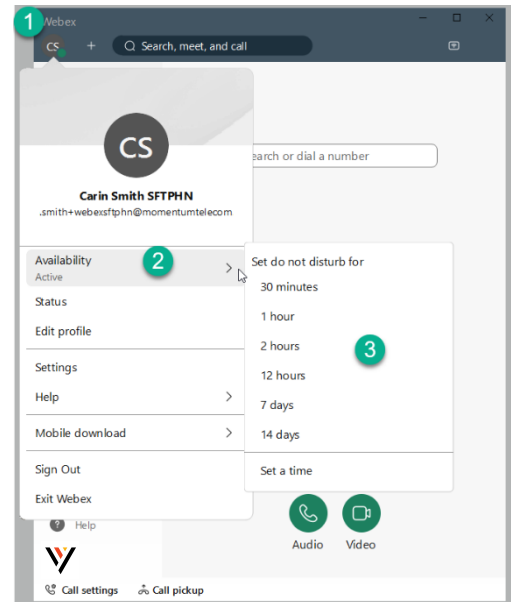 1
Webex
CS
+
Search, meet, and call
CS
earch or dial a number
Carin Smith SFTPHN
.smith+webexsftphn@momentumtelecom
Availability
Active
2
Set do not disturb for
30 minutes
1 hour
2 hours
3
12 hours
7 days
14 days
Set a time
Status
Edit profile
Settings
Help
Mobile download
Sign Out
Exit Webex
Help
Audio
Video
Call settings
Call pickup